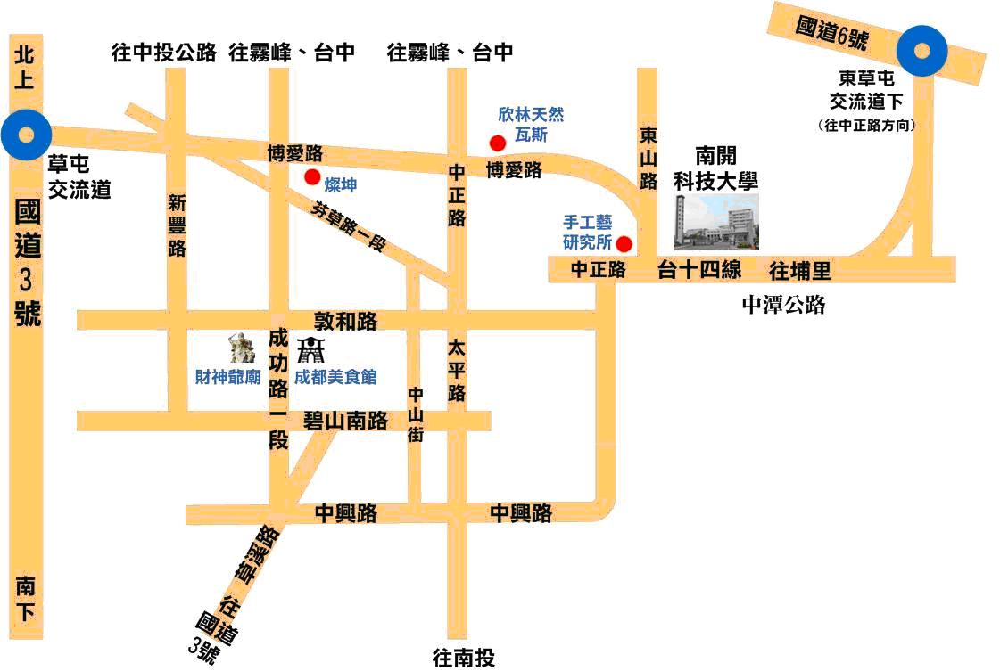 國道6號
北上
往中投公路
往霧峰、台中
往霧峰、台中
東草屯
交流道下
(往中正路方向)
欣林天然
瓦斯
博愛路
博愛路
東山路
南開
科技大學
草屯
交流道
燦坤
中正路
新豐路
芬草路一段
手工藝
研究所
國道3號
中正路
台十四線
往埔里
中潭公路
敦和路
成功路一段
太平路
財神爺廟
成都美食館
中山街
碧山南路
中興路
中興路
草溪路
往
國道
3號
南下
往南投